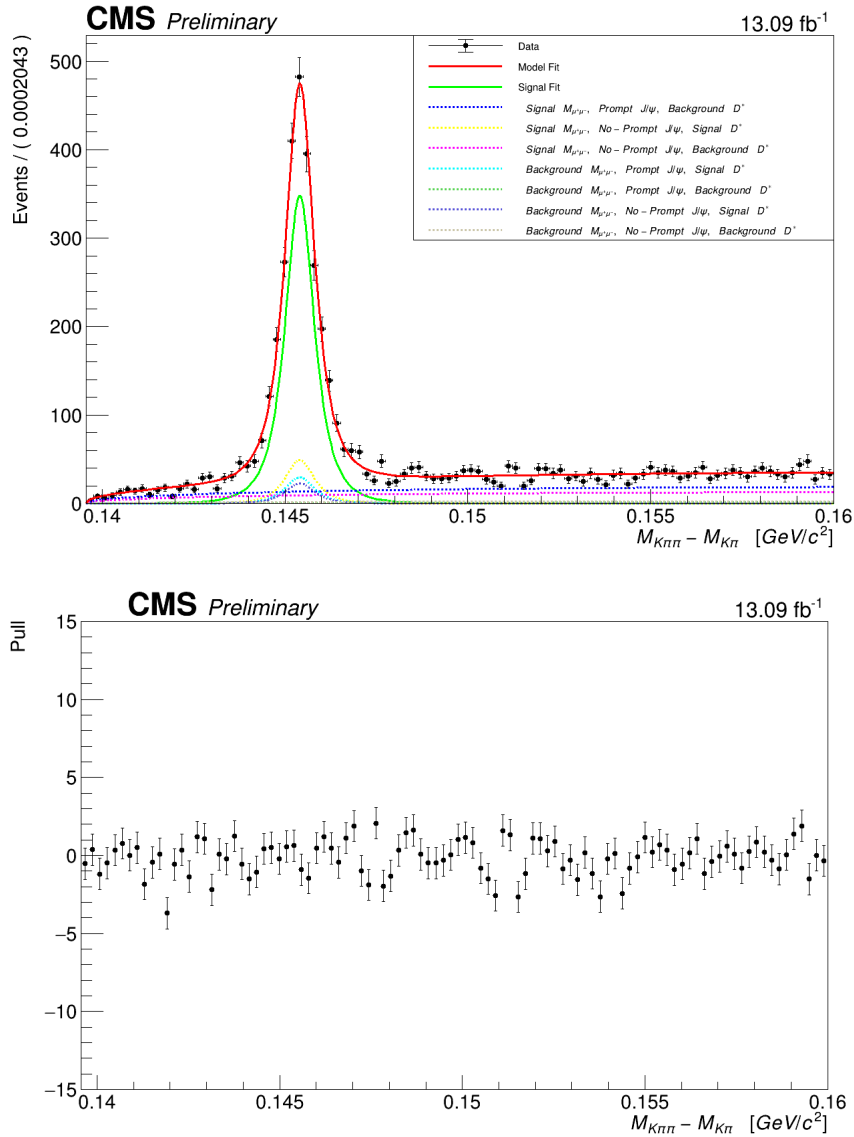 CMS Preliminary 13.09 fb⁻¹
Events / ( 0.0002043 )
500
400
300
200
100
0
Data
Model Fit
Signal Fit
Signal M_{μ⁺μ⁻}, Prompt J/ψ, Background D*
Signal M_{μ⁺μ⁻}, No−Prompt J/ψ, Signal D*
Signal M_{μ⁺μ⁻}, No−Prompt J/ψ, Background D*
Background M_{μ⁺μ⁻}, Prompt J/ψ, Signal D*
Background M_{μ⁺μ⁻}, Prompt J/ψ, Background D*
Background M_{μ⁺μ⁻}, No−Prompt J/ψ, Signal D*
Background M_{μ⁺μ⁻}, No−Prompt J/ψ, Background D*
0.14 0.145 0.15 0.155 0.16
M_{Kππ} − M_{Kπ} [GeV/c²]
CMS Preliminary 13.09 fb⁻¹
Pull
15
10
5
0
−5
−10
−15
0.14 0.145 0.15 0.155 0.16
M_{Kππ} − M_{Kπ} [GeV/c²]